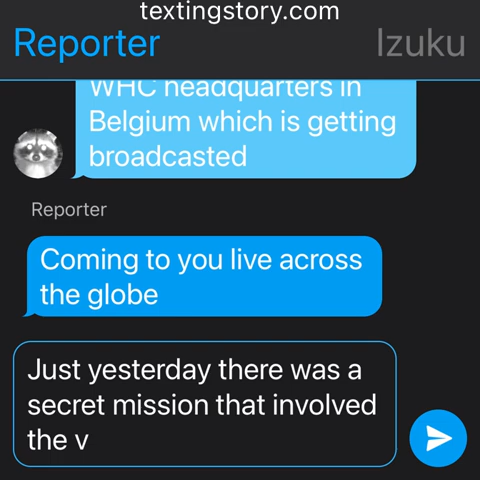 textingstory.com
Reporter
Izuku
WHC headquarters in
Belgium which is getting
broadcasted
Reporter
Coming to you live across
the globe
Just yesterday there was a
secret mission that involved
the v